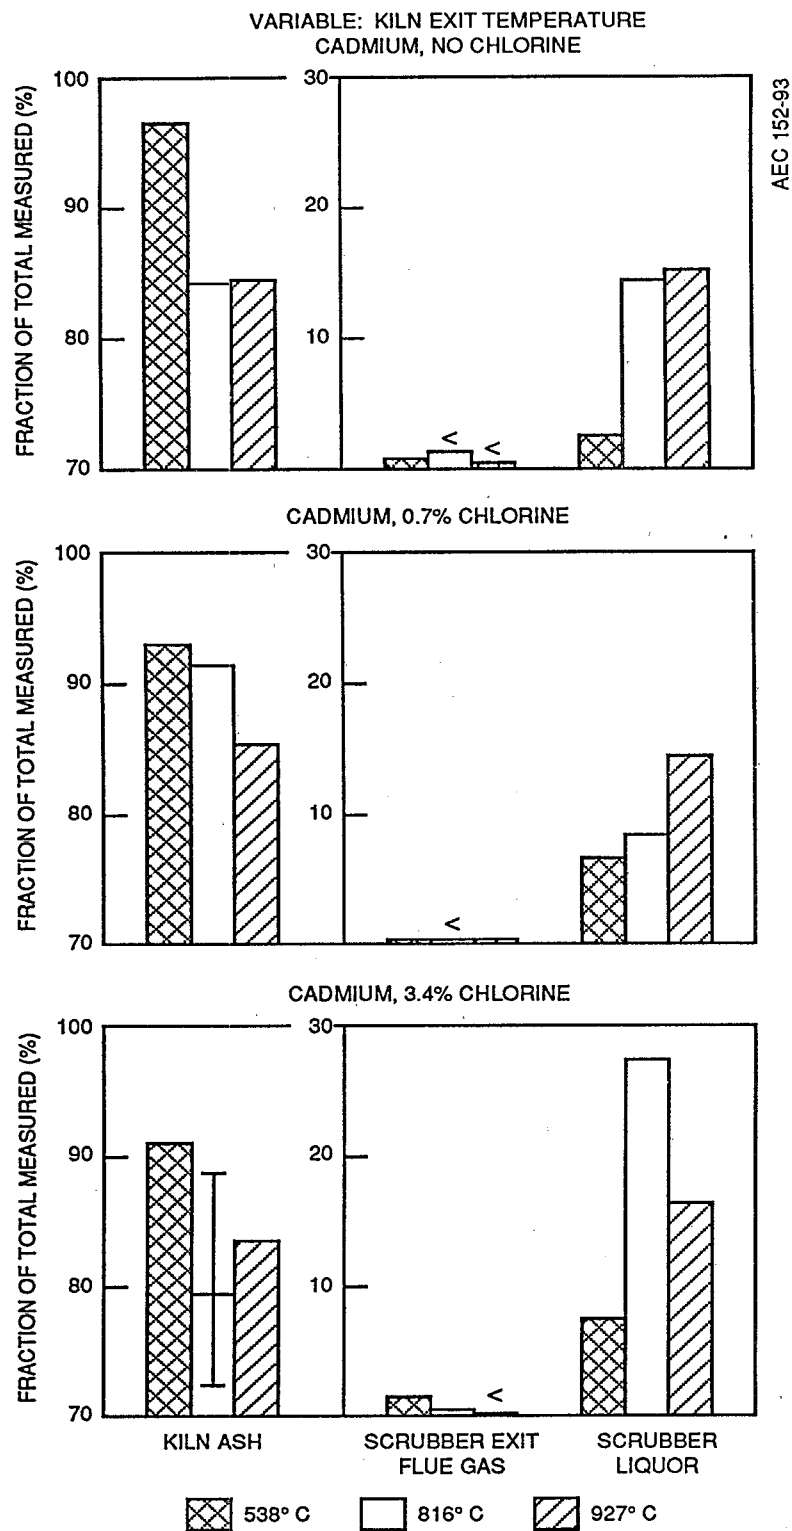 VARIABLE: KILN EXIT TEMPERATURE
CADMIUM, NO CHLORINE
AEC 152-93
FRACTION OF TOTAL MEASURED (%)
100
90
80
70
30
20
10
<
<
CADMIUM, 0.7% CHLORINE
FRACTION OF TOTAL MEASURED (%)
100
90
80
70
30
20
10
<
CADMIUM, 3.4% CHLORINE
FRACTION OF TOTAL MEASURED (%)
100
90
80
70
30
20
10
<
KILN ASH
SCRUBBER EXIT
FLUE GAS
SCRUBBER
LIQUOR
538° C
816° C
927° C